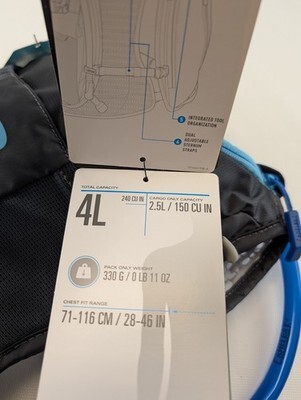 5 INTEGRATED TOOL
ORGANIZATION
6 DUAL
ADJUSTABLE
STERNUM
STRAPS
TOTAL CAPACITY
4L 240 CU IN
CARGO ONLY CAPACITY
2.5L / 150 CU IN
PACK ONLY WEIGHT
330 G / 0 LB 11 OZ
CHEST FIT RANGE
71-116 CM / 28-46 IN